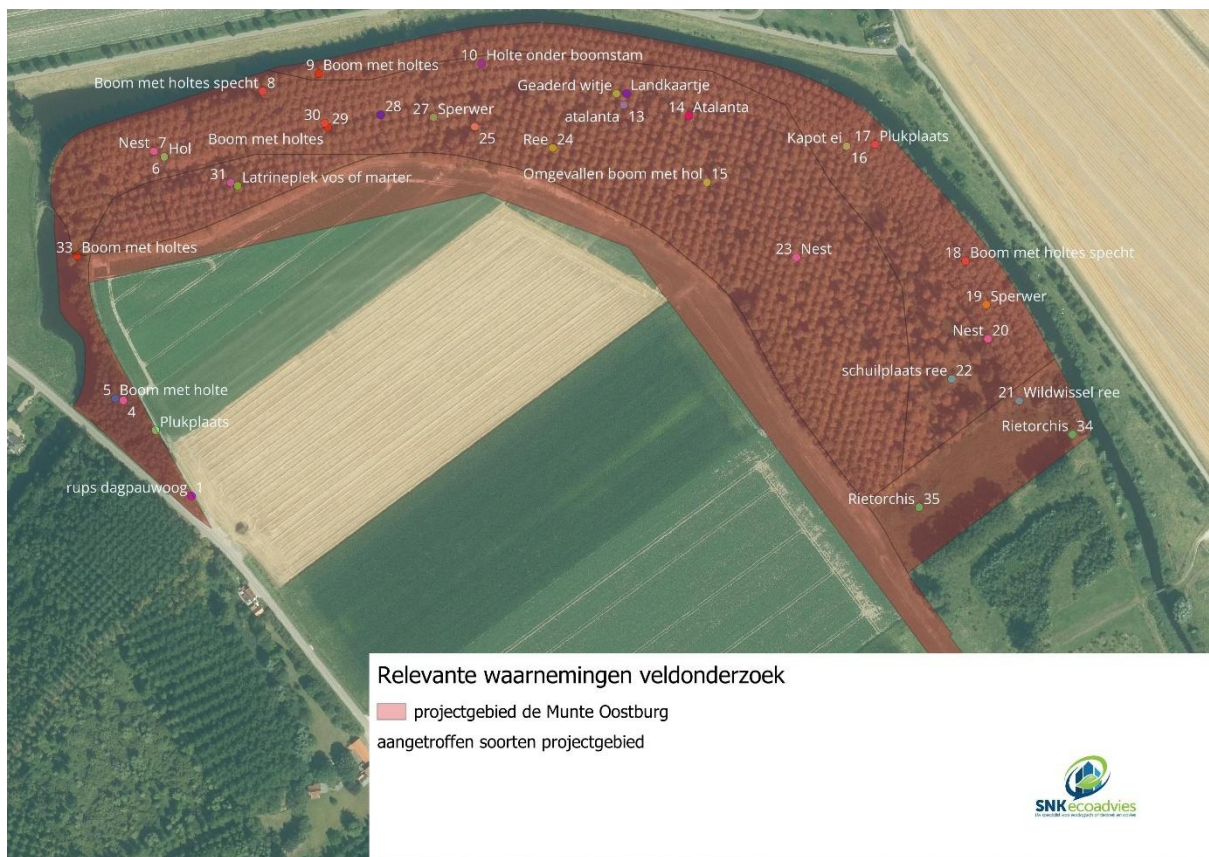 10 Holte onder boomstam
9 Boom met holtes
Boom met holtes specht 8
Geaderd witje Landkaartje
atalanta 13
14 Atalanta
30 29
28
27 Sperwer
25
Boom met holtes
Ree 24
Kapot ei 17 Plukplaats
16
Nest 7 Hol
6
31 Latrineplek vos of marter
Omgevallen boom met hol 15
33 Boom met holtes
23 Nest
18 Boom met holtes specht
19 Sperwer
Nest 20
schuilplaats ree 22
5 Boom met holte
4
21 Wildwissel ree
Plukplaats
Rietorchis 34
rups dagpauwoog 1
Rietorchis 35
Relevante waarnemingen veldonderzoek
projectgebied de Munte Oostburg
aangetroffen soorten projectgebied
SNK ecoadvies